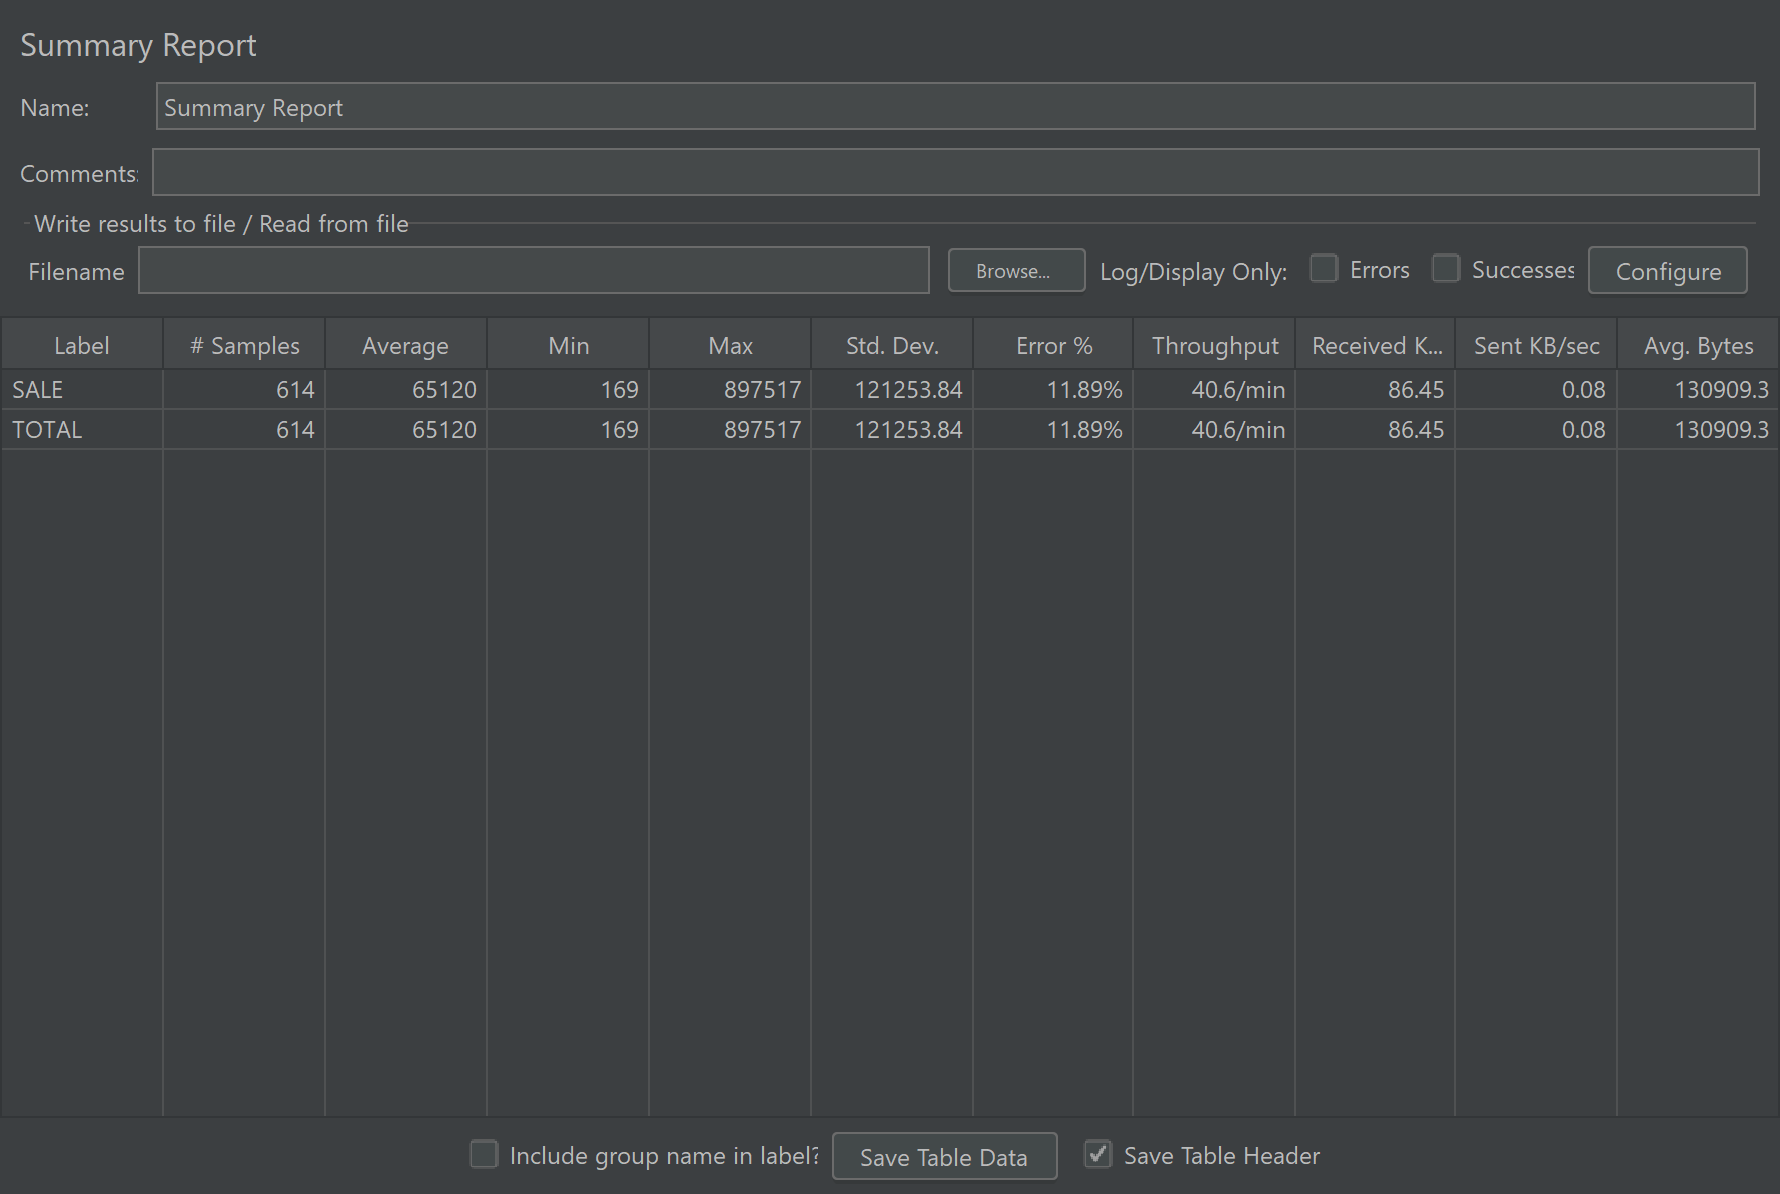 Summary Report
Name: Summary Report
Comments:
Write results to file / Read from file
Filename Browse... Log/Display Only: Errors Successes Configure
Label # Samples Average Min Max Std. Dev. Error % Throughput Received K... Sent KB/sec Avg. Bytes
SALE 614 65120 169 897517 121253.84 11.89% 40.6/min 86.45 0.08 130909.3
TOTAL 614 65120 169 897517 121253.84 11.89% 40.6/min 86.45 0.08 130909.3
Include group name in label? Save Table Data Save Table Header